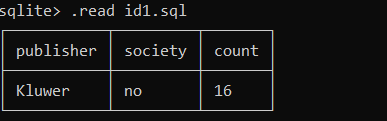 sqlite> .read id1.sql
publisher society count
Kluwer no 16